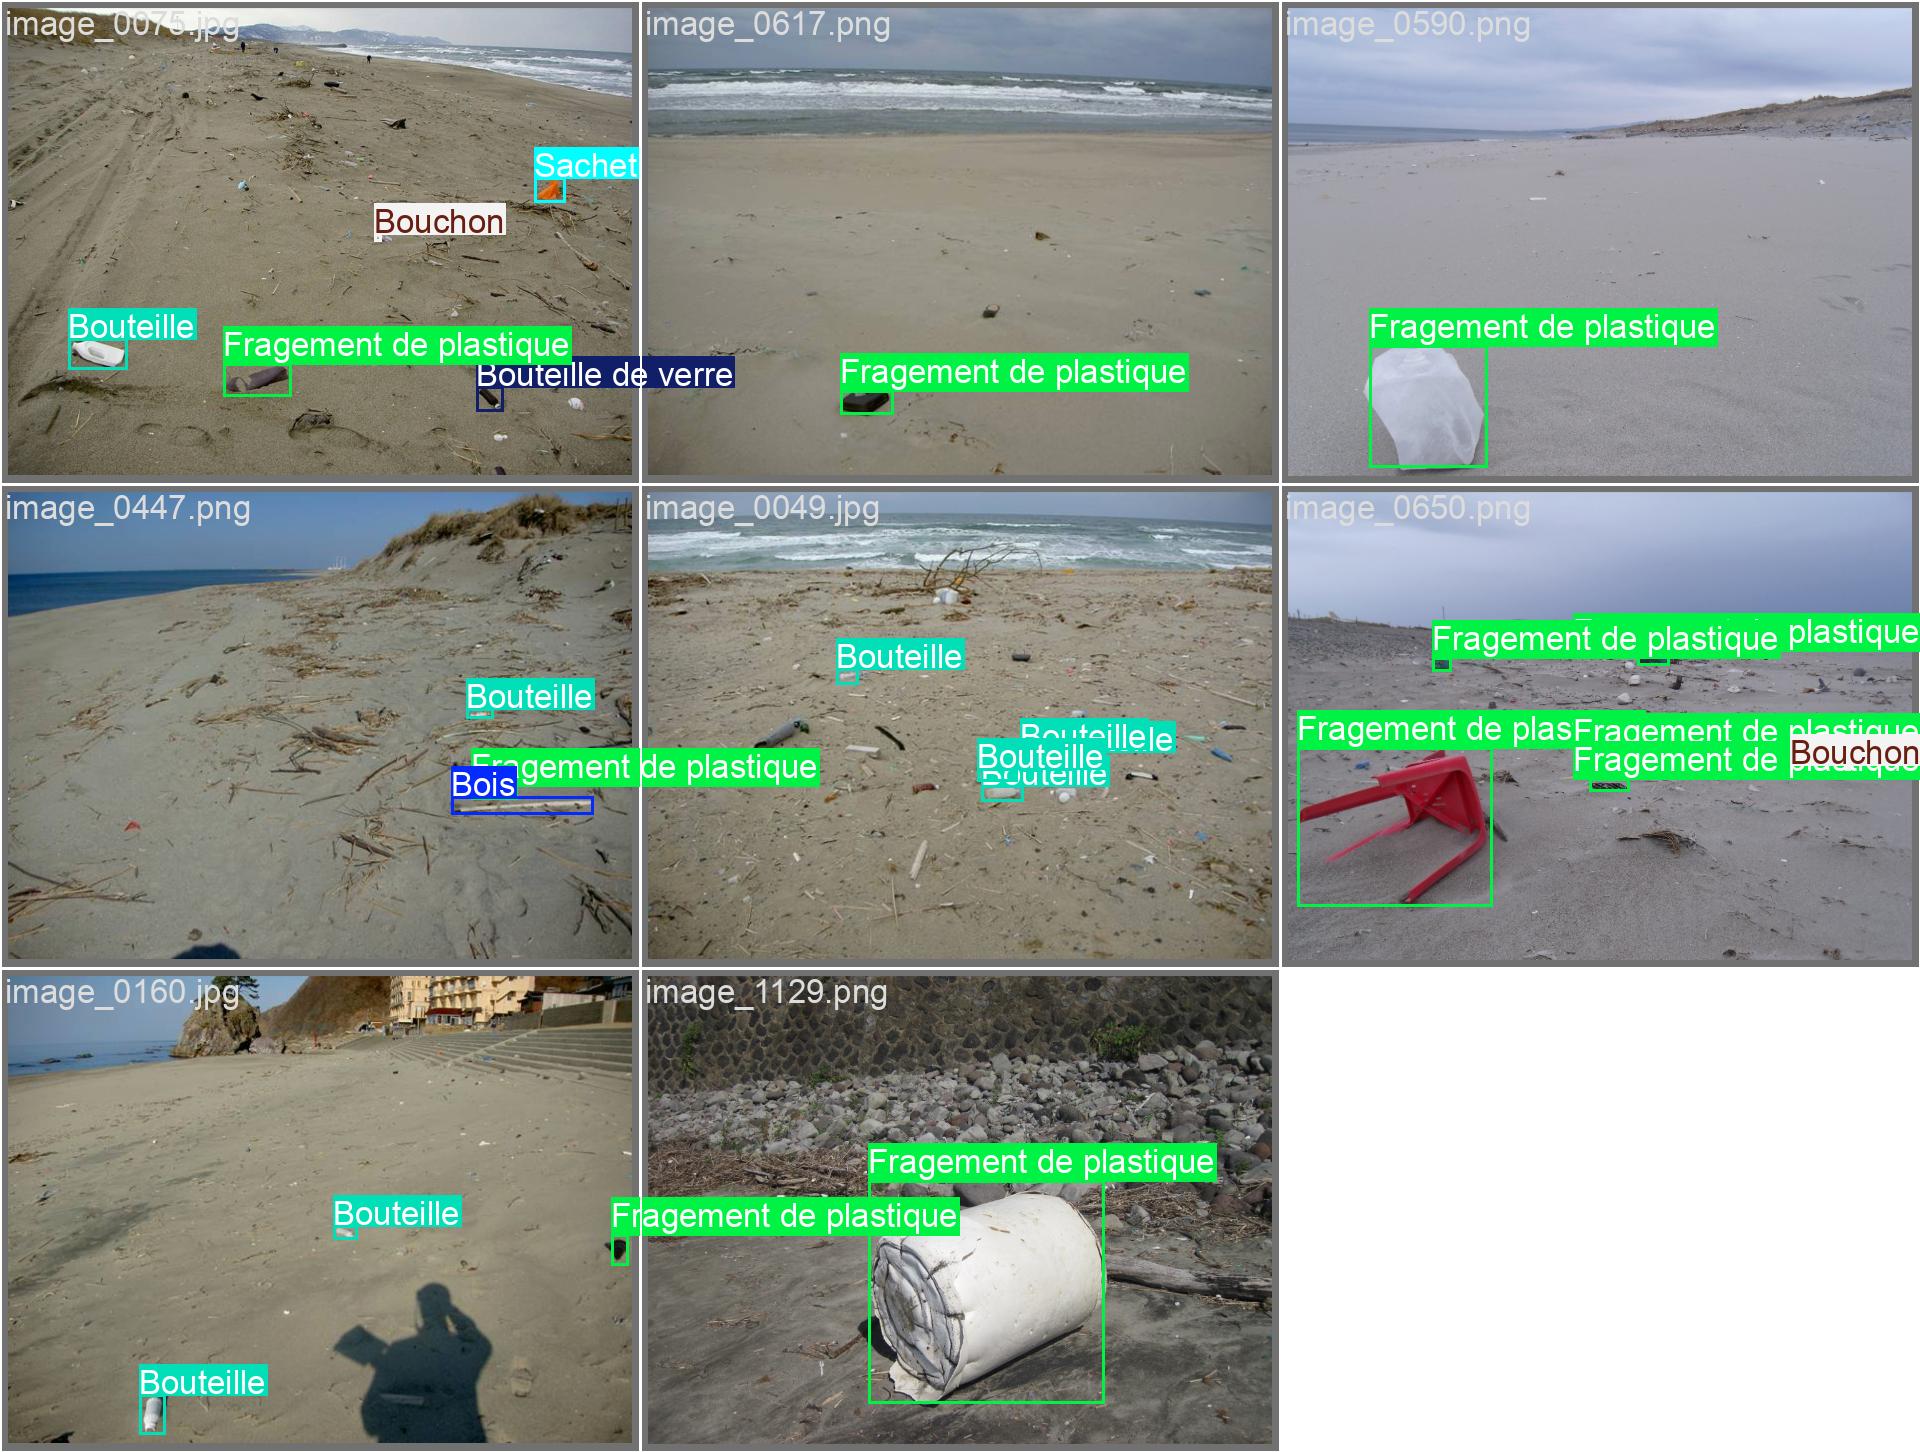 image_0075.jpg
Sachet
Bouchon
Bouteille
Fragement de plastique
Bouteille de verre
image_0617.png
Fragement de plastique
image_0590.png
Fragement de plastique
image_0447.png
Bouteille
Fragement de plastique
Bois
image_0049.jpg
Bouteille
Bouteille
Bouteille
Bouteille
image_0650.png
Fragement de plastique
plastique
Fragement de plas
Fragement de plastique
Fragement de
Bouchon
image_0160.jpg
Bouteille
Fragement de plastique
Bouteille
image_1129.png
Fragement de plastique